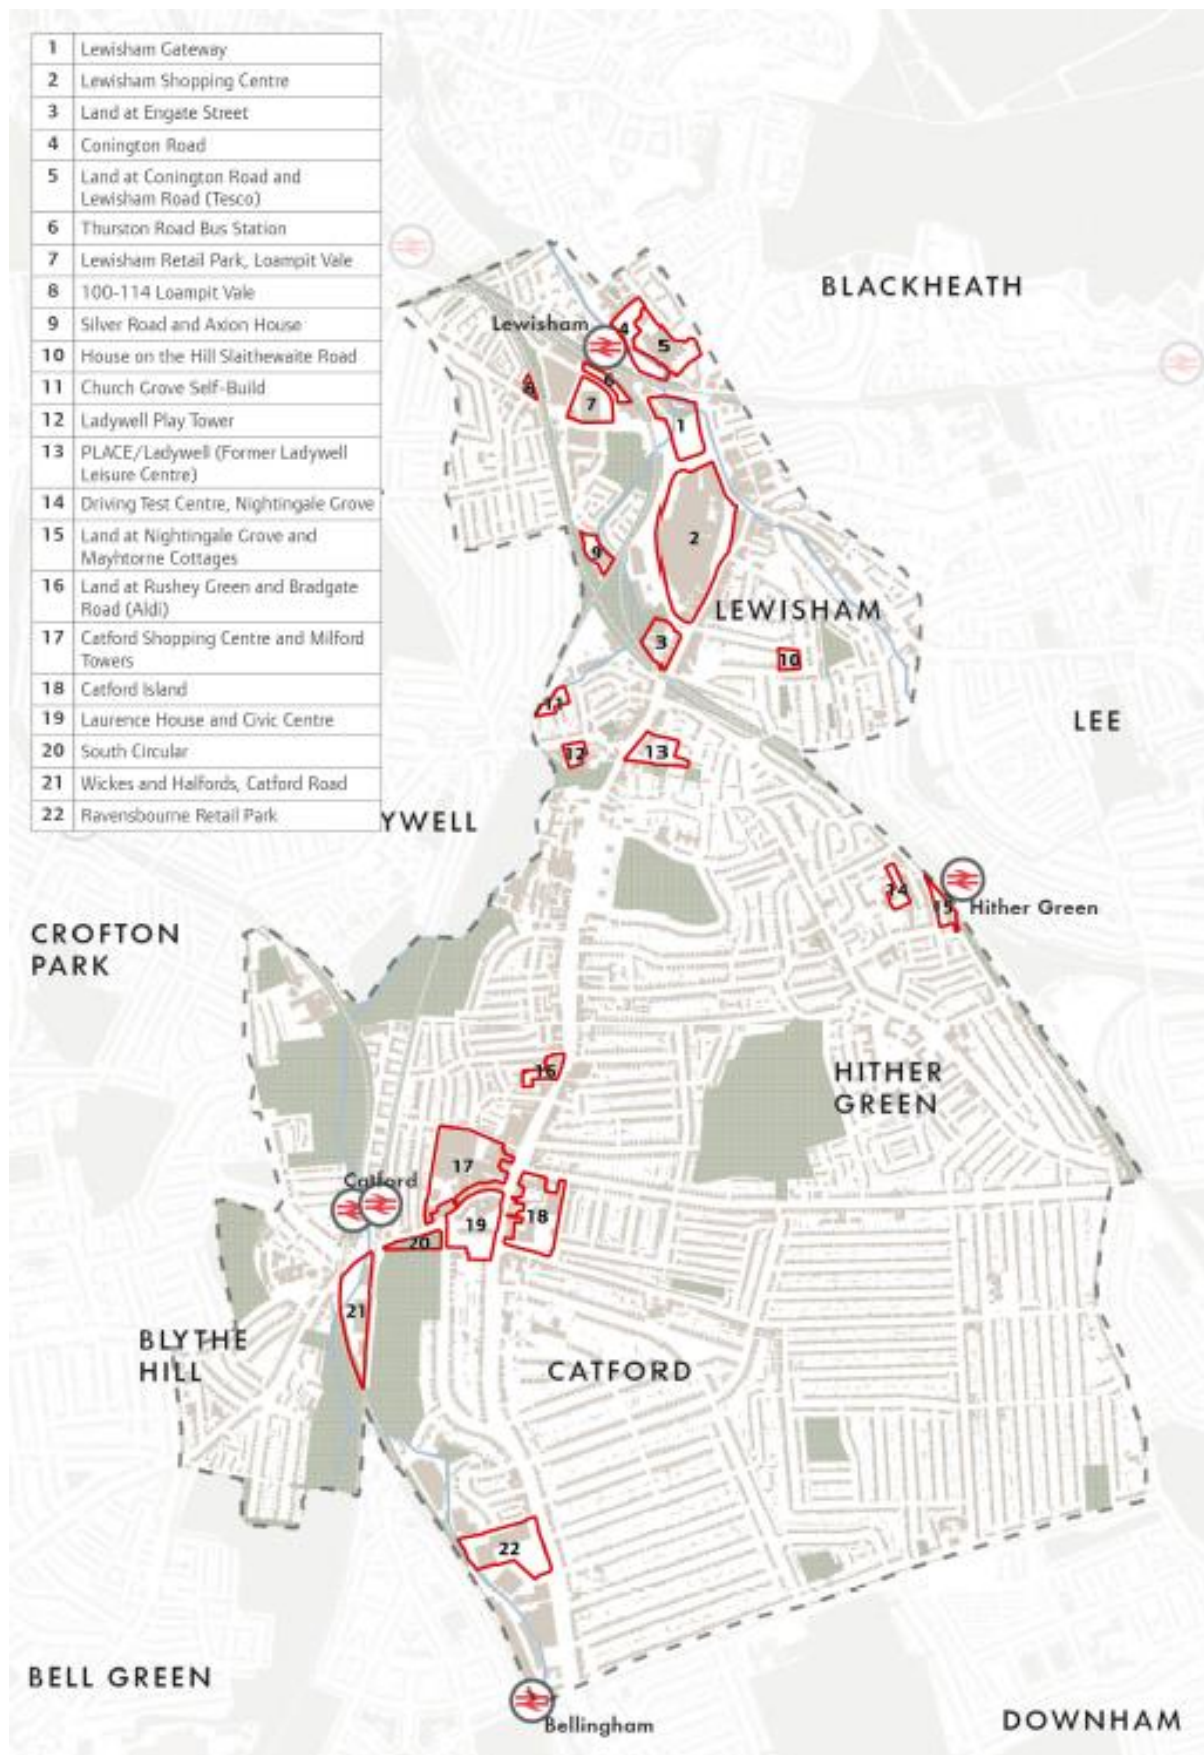 1 Lewisham Gateway
2 Lewisham Shopping Centre
3 Land at Engate Street
4 Conington Road
5 Land at Conington Road and
Lewisham Road (Tesco)
6 Thurston Road Bus Station
7 Lewisham Retail Park, Loampit Vale
8 100-114 Loampit Vale
9 Silver Road and Axion House
10 House on the Hill Slaithewaite Road
11 Church Grove Self-Build
12 Ladywell Play Tower
13 PLACE/Ladywell (Former Ladywell
Leisure Centre)
14 Driving Test Centre, Nightingale Grove
15 Land at Nightingale Grove and
Mayhtorne Cottages
16 Land at Rushey Green and Bradgate
Road (Aldi)
17 Catford Shopping Centre and Milford
Towers
18 Catford Island
19 Laurence House and Civic Centre
20 South Circular
21 Wickes and Halfords, Catford Road
22 Ravensbourne Retail Park
BLACKHEATH
Lewisham
4
5
6
8
7
1
2
9
LEWISHAM
3
10
11
LEE
12
13
YWELL
14
15
Hither Green
CROFTON
PARK
16
HITHER
GREEN
17
Catford
18
19
20
21
BLYTHE
HILL
CATFORD
22
BELL GREEN
Bellingham
DOWNHAM